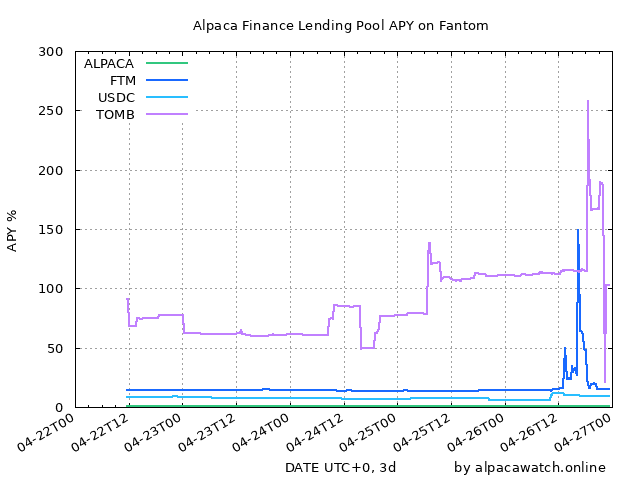 Alpaca Finance Lending Pool APY on Fantom
300
250
200
150
100
50
0
APY %
ALPACA
FTM
USDC
TOMB
04-22T00
04-22T12
04-23T00
04-23T12
04-24T00
04-24T12
04-25T00
04-25T12
04-26T00
04-26T12
04-27T00
DATE UTC+0, 3d
by alpacawatch.online